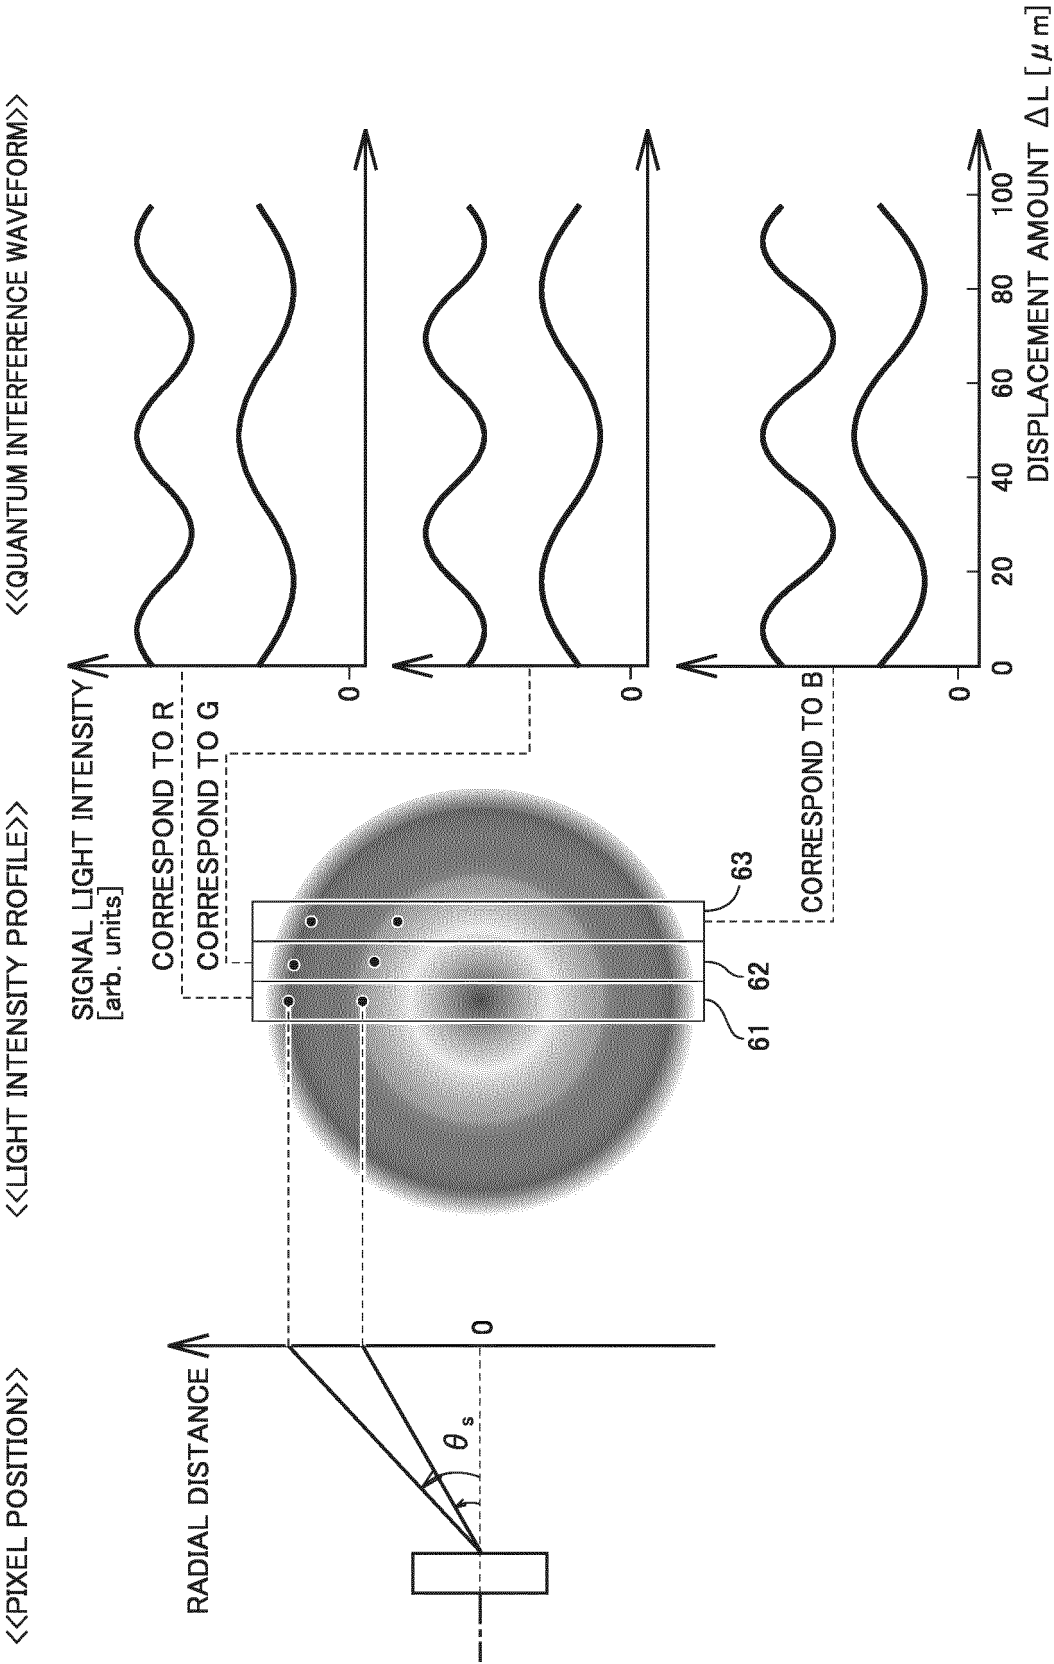 <<PIXEL POSITION>>
<<LIGHT INTENSITY PROFILE>>
<<QUANTUM INTERFERENCE WAVEFORM>>
RADIAL DISTANCE
θs
0
SIGNAL LIGHT INTENSITY
[arb. units]
CORRESPOND TO R
CORRESPOND TO G
CORRESPOND TO B
61
62
63
0
0
0
0
20
40
60
80
100
DISPLACEMENT AMOUNT ΔL [μm]